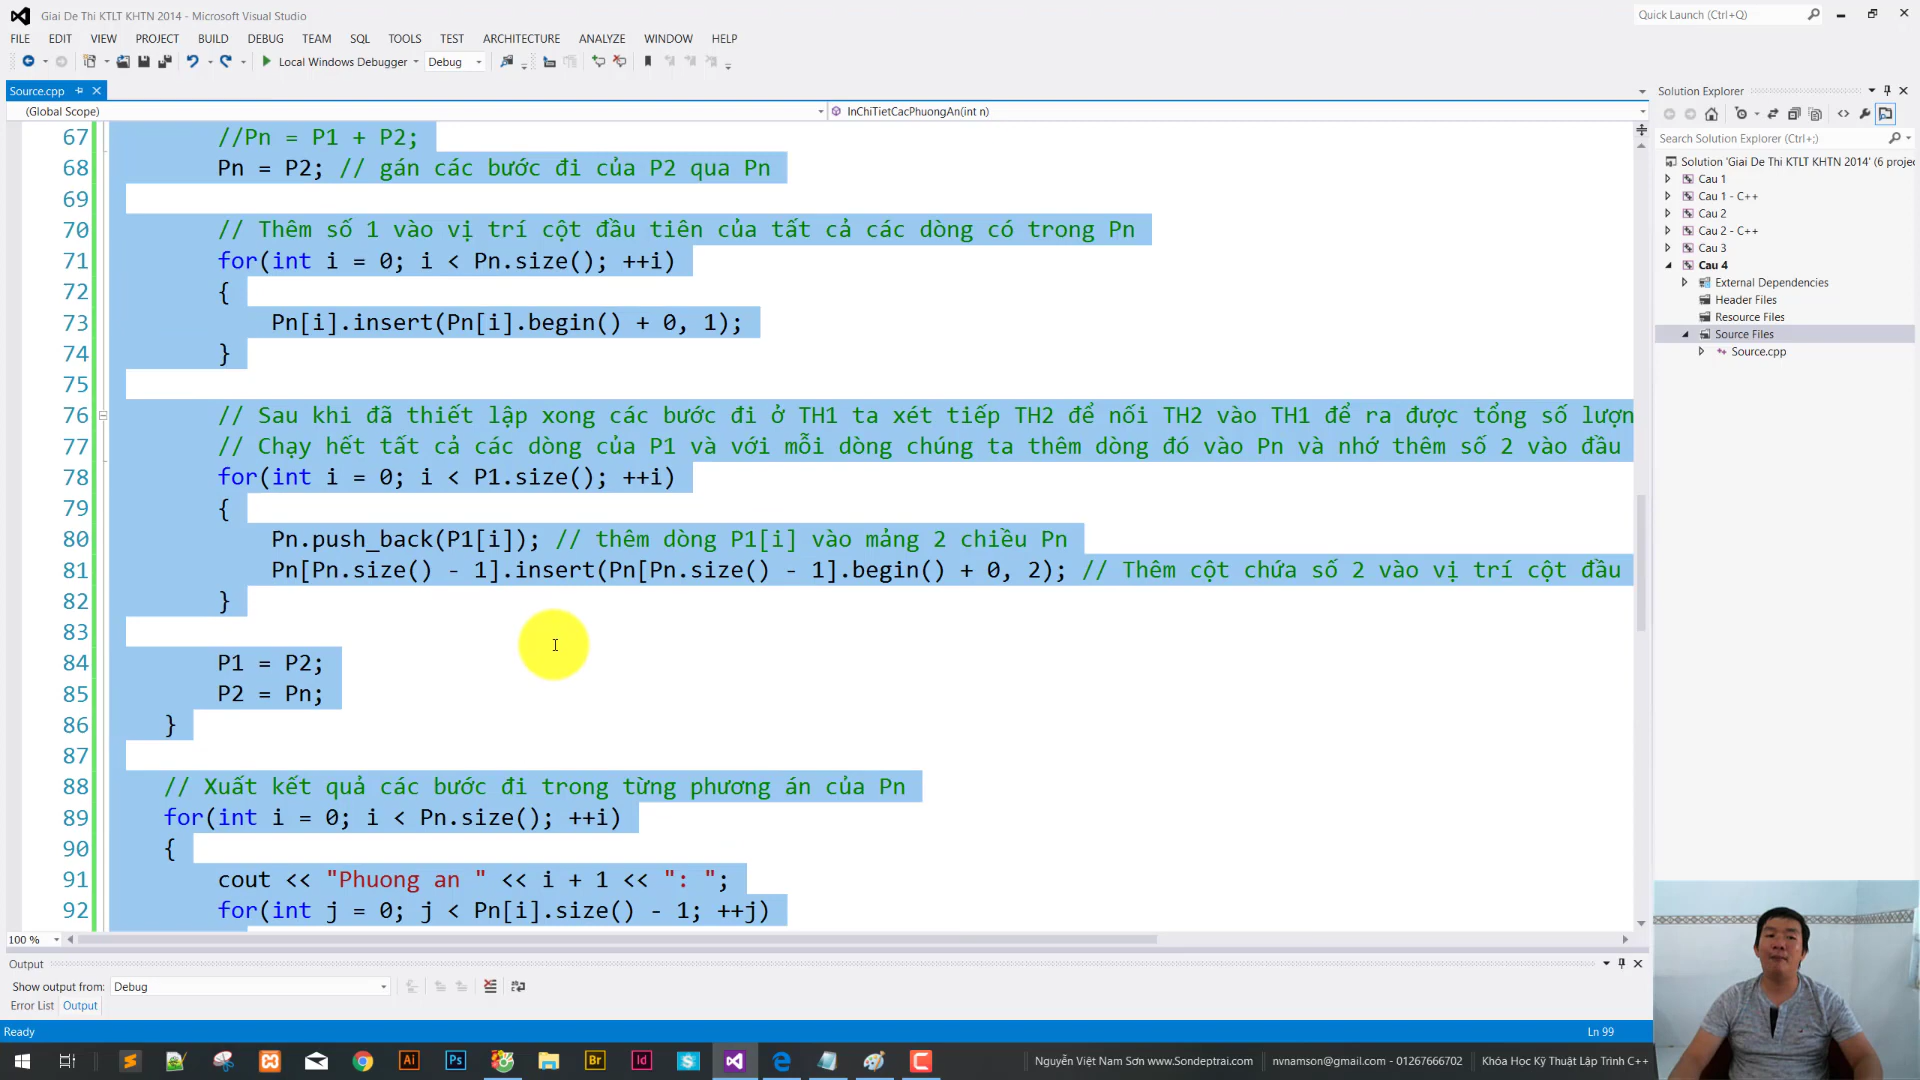 Giai De Thi KTLT KHTN 2014 - Microsoft Visual Studio
Quick Launch (Ctrl+Q)
FILE EDIT VIEW PROJECT BUILD DEBUG TEAM SQL TOOLS TEST ARCHITECTURE ANALYZE WINDOW HELP
Local Windows Debugger Debug
Source.cpp
(Global Scope) InChiTietCacPhuongAn(int n)
67 //Pn = P1 + P2;
68 Pn = P2; // gán các bước đi của P2 qua Pn
69
70 // Thêm số 1 vào vị trí cột đầu tiên của tất cả các dòng có trong Pn
71 for(int i = 0; i < Pn.size(); ++i)
72 {
73 Pn[i].insert(Pn[i].begin() + 0, 1);
74 }
75
76 // Sau khi đã thiết lập xong các bước đi ở TH1 ta xét tiếp TH2 để nối TH2 vào TH1 để ra được tổng số lượn
77 // Chạy hết tất cả các dòng của P1 và với mỗi dòng chúng ta thêm dòng đó vào Pn và nhớ thêm số 2 vào đầu
78 for(int i = 0; i < P1.size(); ++i)
79 {
80 Pn.push_back(P1[i]); // thêm dòng P1[i] vào mảng 2 chiều Pn
81 Pn[Pn.size() - 1].insert(Pn[Pn.size() - 1].begin() + 0, 2); // Thêm cột chứa số 2 vào vị trí cột đầu
82 }
83
84 P1 = P2;
85 P2 = Pn;
86 }
87
88 // Xuất kết quả các bước đi trong từng phương án của Pn
89 for(int i = 0; i < Pn.size(); ++i)
90 {
91 cout << "Phuong an " << i + 1 << ": ";
92 for(int j = 0; j < Pn[i].size() - 1; ++j)
100 %
Solution Explorer
Search Solution Explorer (Ctrl+;)
Solution 'Giai De Thi KTLT KHTN 2014' (6 projec
Cau 1
Cau 1 - C++
Cau 2
Cau 2 - C++
Cau 3
Cau 4
External Dependencies
Header Files
Resource Files
Source Files
Source.cpp
Output
Show output from: Debug
Error List Output
Ready Ln 99
Ai Ps Br Id
Nguyễn Việt Nam Sơn www.Sondeptrai.com nvnamson@gmail.com - 01267666702 Khóa Học Kỹ Thuật Lập Trình C++